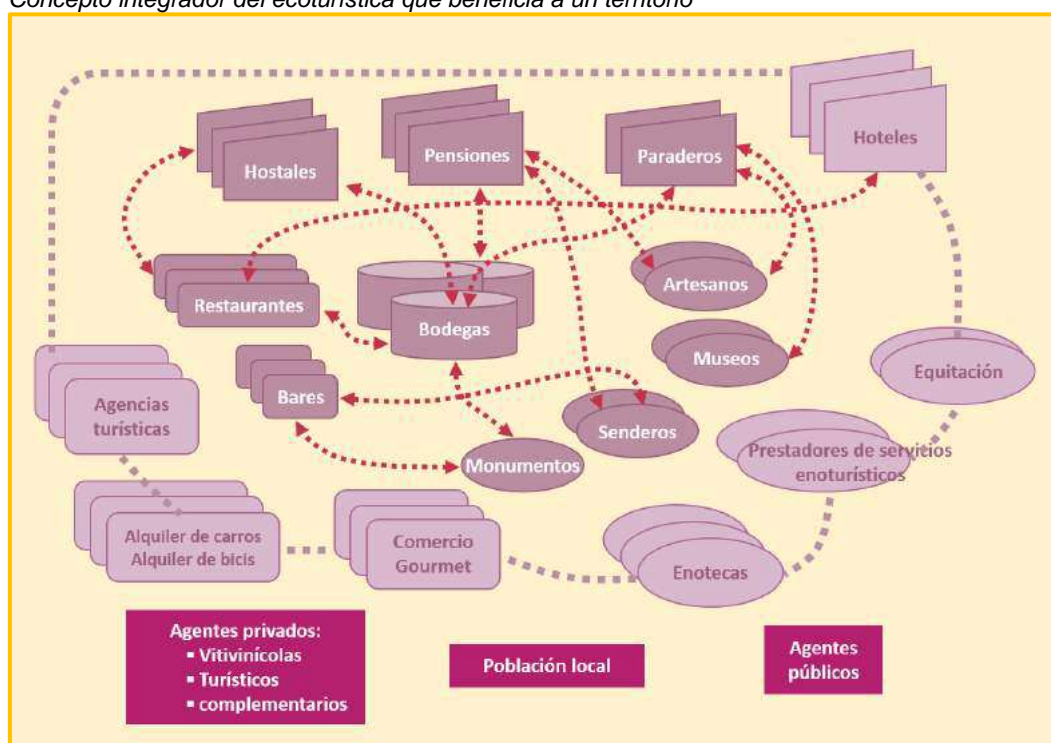 Concepto integrador del ecoturística que beneficia a un territorio
Hoteles
Hostales
Pensiones
Paraderos
Restaurantes
Bodegas
Artesanos
Museos
Equitación
Agencias
turísticas
Bares
Senderos
Monumentos
Prestadores de servicios
enoturísticos
Alquiler de carros
Alquiler de bicis
Comercio
Gourmet
Enotecas
Agentes privados:
▪ Vitivinícolas
▪ Turísticos
▪ complementarios
Población local
Agentes
públicos